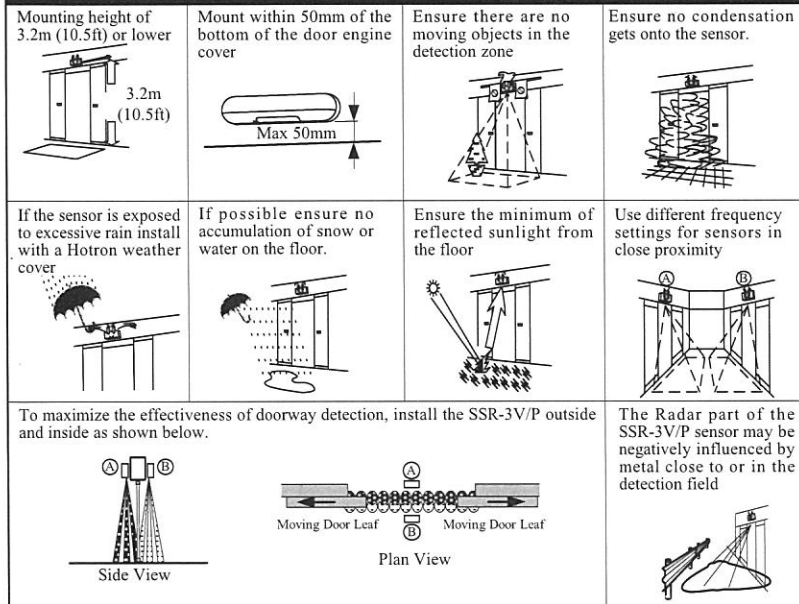 Mounting height of
3.2m (10.5ft) or lower
3.2m
(10.5ft)
Mount within 50mm of the
bottom of the door engine
cover
Max 50mm
Ensure there are no
moving objects in the
detection zone
Ensure no condensation
gets onto the sensor.
If the sensor is exposed
to excessive rain install
with a Hotron weather
cover
If possible ensure no
accumulation of snow or
water on the floor.
Ensure the minimum of
reflected sunlight from
the floor
Use different frequency
settings for sensors in
close proximity
A
B
To maximize the effectiveness of doorway detection, install the SSR-3V/P outside
and inside as shown below.
A
B
Side View
A
Moving Door Leaf
Moving Door Leaf
B
Plan View
The Radar part of the
SSR-3V/P sensor may be
negatively influenced by
metal close to or in the
detection field